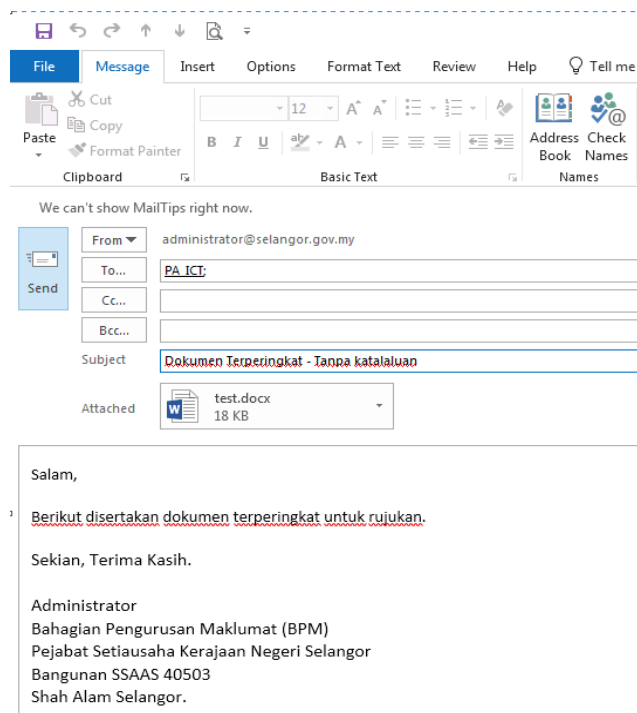 File Message Insert Options Format Text Review Help Tell me
Cut
Copy
Paste
Format Painter
12
A A
B I U aby A
Address Book
Check Names
Clipboard Basic Text Names
We can't show MailTips right now.
From administrator@selangor.gov.my
Send
To... PA_ICT;
Cc...
Bcc...
Subject Dokumen Terperingkat - Tanpa katalaluan
Attached test.docx
18 KB
Salam,
Berikut disertakan dokumen terperingkat untuk rujukan.
Sekian, Terima Kasih.
Administrator
Bahagian Pengurusan Maklumat (BPM)
Pejabat Setiausaha Kerajaan Negeri Selangor
Bangunan SSAAS 40503
Shah Alam Selangor.